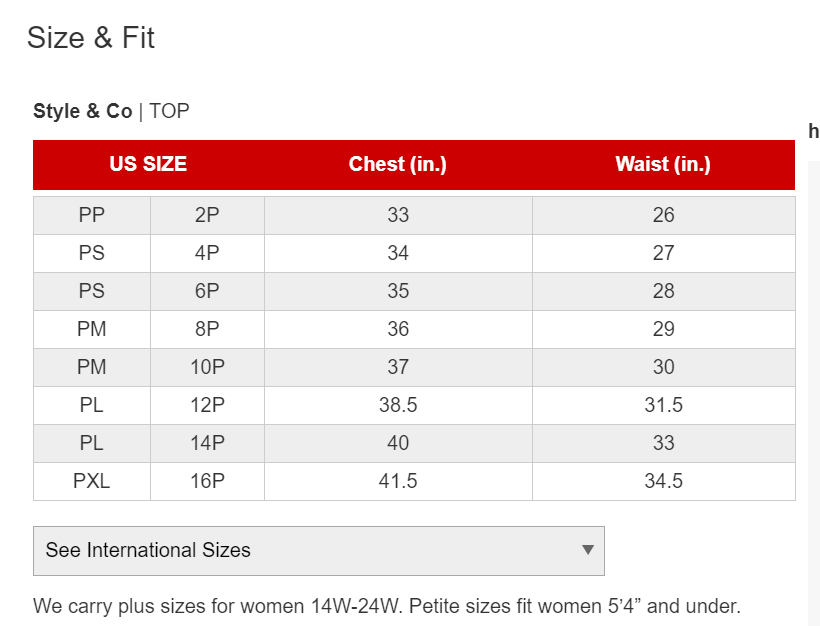 Size & Fit
Style & Co | TOP
h
US SIZE Chest (in.) Waist (in.)
PP 2P 33 26
PS 4P 34 27
PS 6P 35 28
PM 8P 36 29
PM 10P 37 30
PL 12P 38.5 31.5
PL 14P 40 33
PXL 16P 41.5 34.5
See International Sizes
We carry plus sizes for women 14W-24W. Petite sizes fit women 5’4” and under.